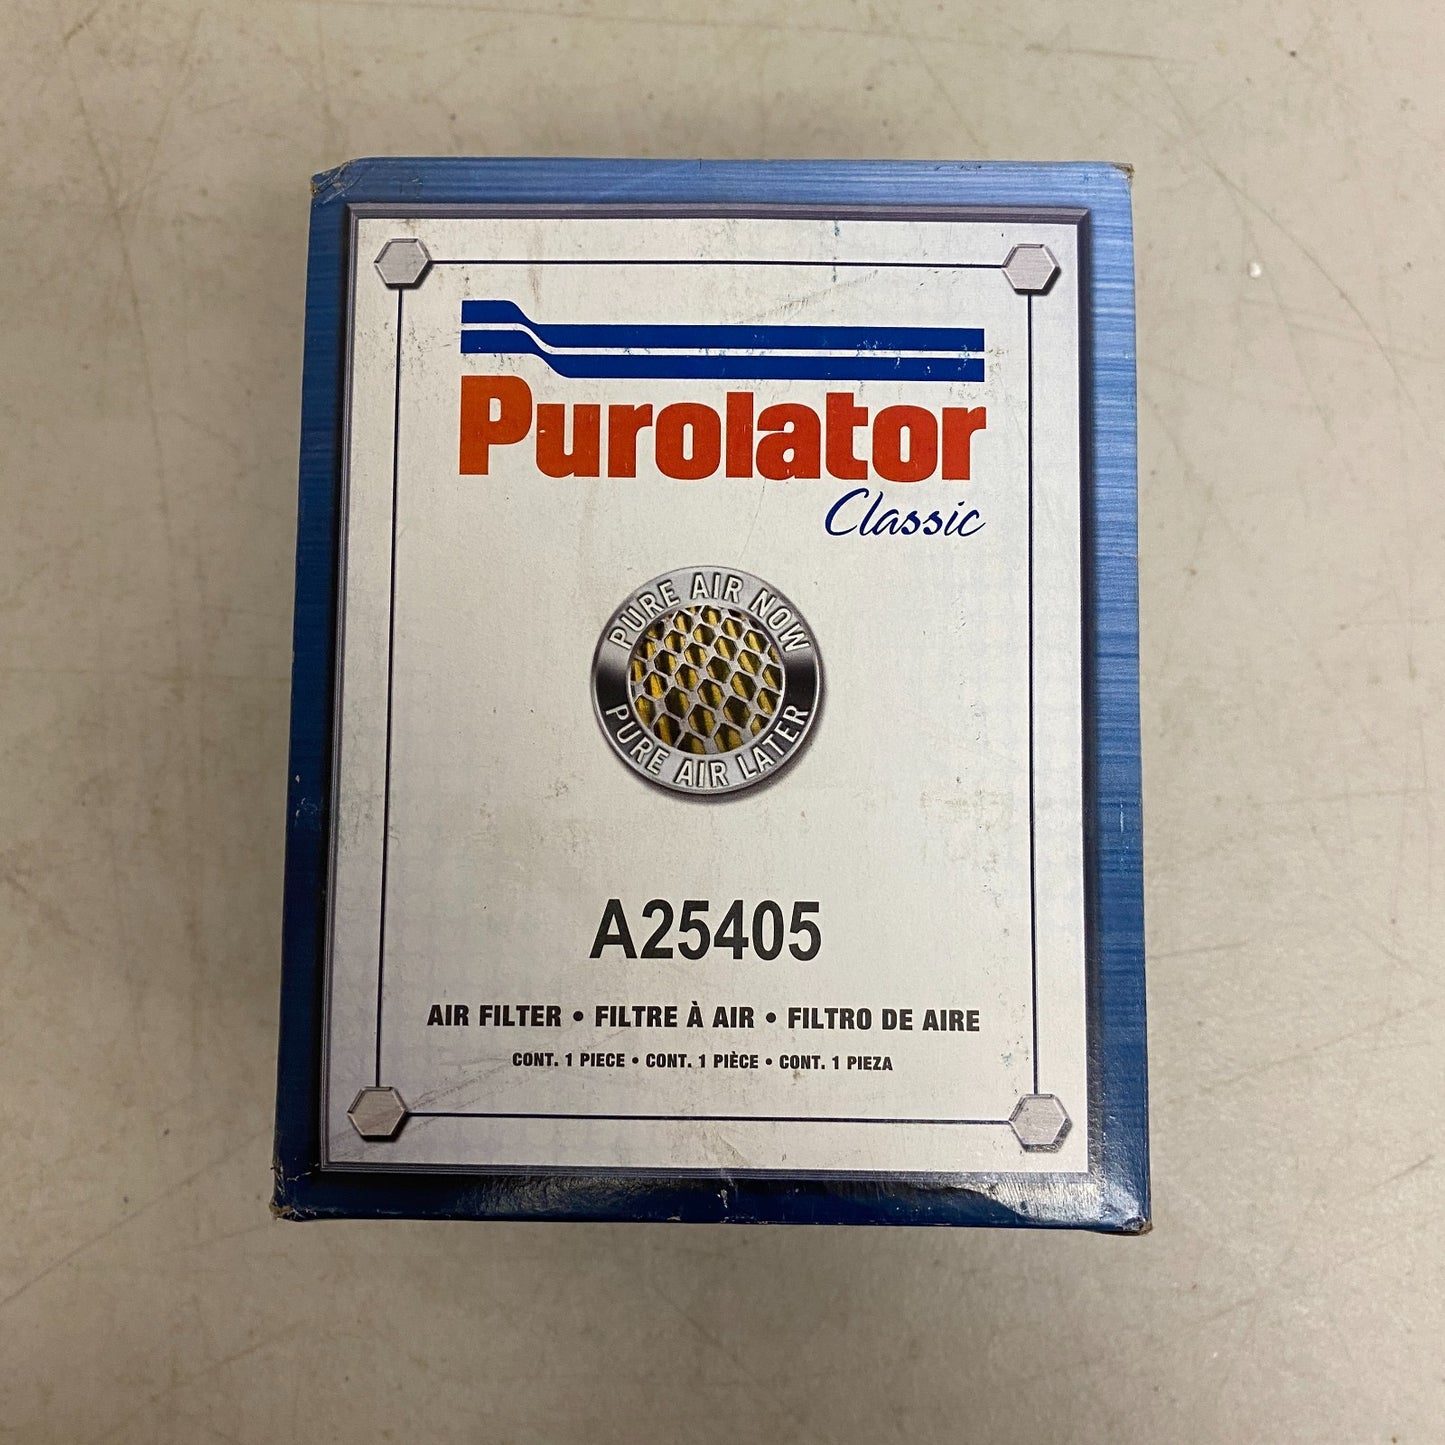 Purolator
Classic
PURE AIR NOW
PURE AIR LATER
A25405
AIR FILTER • FILTRE À AIR • FILTRO DE AIRE
CONT. 1 PIECE • CONT. 1 PIÈCE • CONT. 1 PIEZA